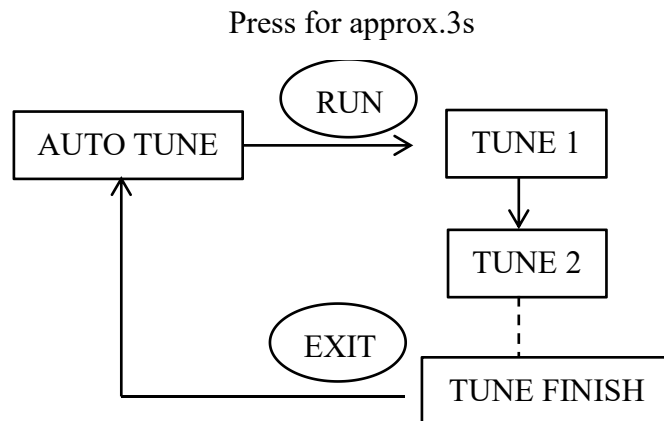 Press for approx.3s
RUN
AUTO TUNE
TUNE 1
TUNE 2
EXIT
TUNE FINISH